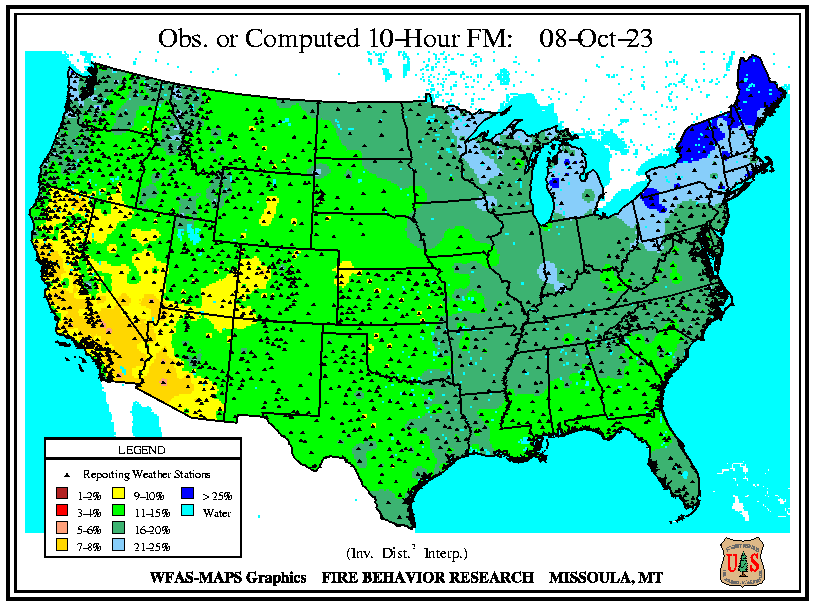 Obs. or Computed 10-Hour FM: 08-Oct-23
LEGEND
Reporting Weather Stations
1-2%
3-4%
5-6%
7-8%
9-10%
11-15%
16-20%
21-25%
> 25%
Water
(Inv. Dist.² Interp.)
WFAS-MAPS Graphics FIRE BEHAVIOR RESEARCH MISSOULA, MT
U S